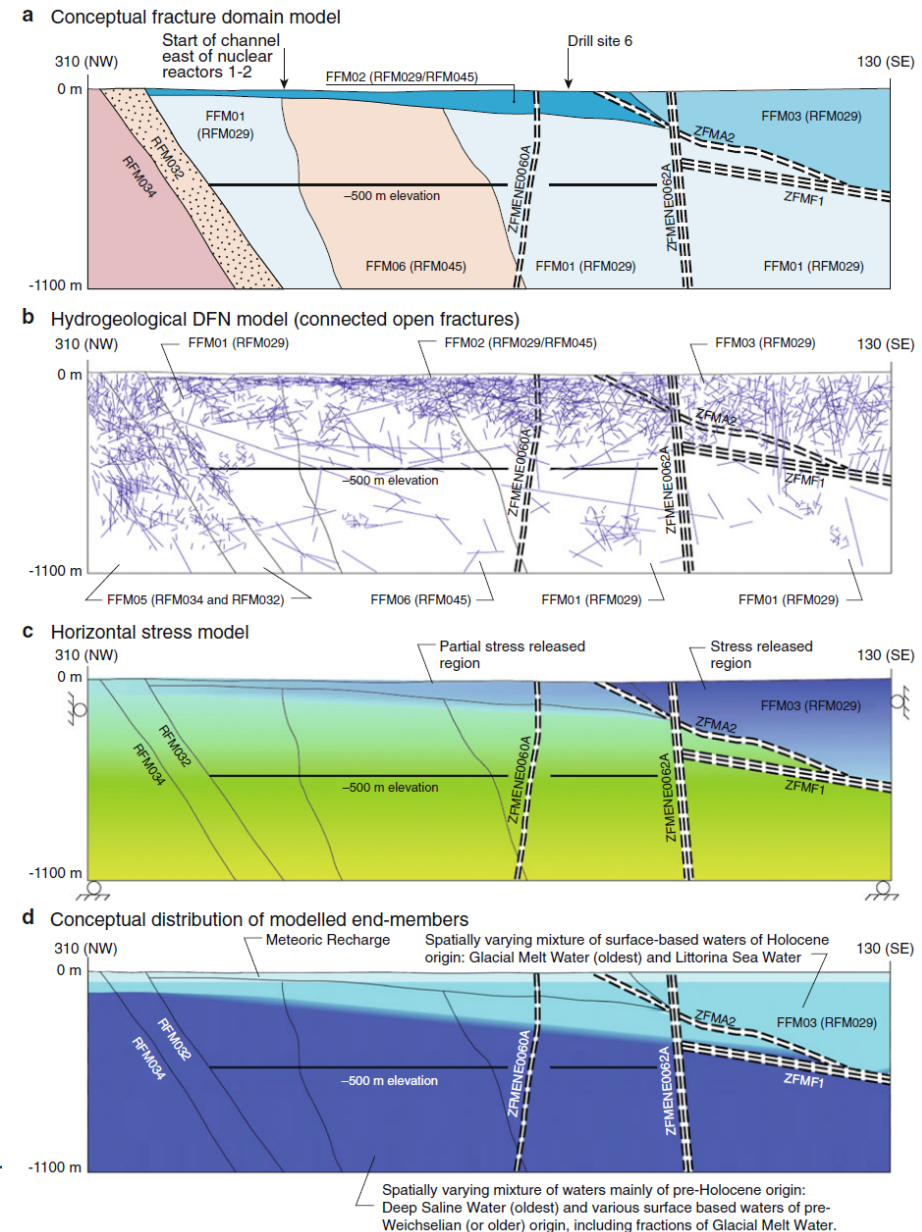 a Conceptual fracture domain model
310 (NW)
Start of channel
east of nuclear
reactors 1-2
Drill site 6
130 (SE)
FFM02 (RFM029/RFM045)
0 m
FFM01
(RFM029)
FFM03 (RFM029)
RFM032
RFM034
ZFMA2
ZFMENE0060A
ZFMENE0062A
–500 m elevation
ZFMF1
FFM06 (RFM045)
FFM01 (RFM029)
FFM01 (RFM029)
-1100 m
b Hydrogeological DFN model (connected open fractures)
310 (NW)
FFM01 (RFM029)
FFM02 (RFM029/RFM045)
FFM03 (RFM029)
130 (SE)
0 m
ZFMA2
ZFMENE0060A
ZFMENE0062A
–500 m elevation
ZFMF1
-1100 m
FFM05 (RFM034 and RFM032)
FFM06 (RFM045)
FFM01 (RFM029)
FFM01 (RFM029)
c Horizontal stress model
310 (NW)
Partial stress released
region
Stress released
region
130 (SE)
0 m
FFM03 (RFM029)
RFM032
RFM034
ZFMA2
ZFMENE0060A
ZFMENE0062A
–500 m elevation
ZFMF1
-1100 m
d Conceptual distribution of modelled end-members
310 (NW)
Meteoric Recharge
Spatially varying mixture of surface-based waters of Holocene
origin: Glacial Melt Water (oldest) and Littorina Sea Water
130 (SE)
0 m
FFM03 (RFM029)
RFM032
RFM034
ZFMA2
ZFMENE0060A
ZFMENE0062A
–500 m elevation
ZFMF1
-1100 m
Spatially varying mixture of waters mainly of pre-Holocene origin:
Deep Saline Water (oldest) and various surface based waters of pre-
Weichselian (or older) origin, including fractions of Glacial Melt Water.